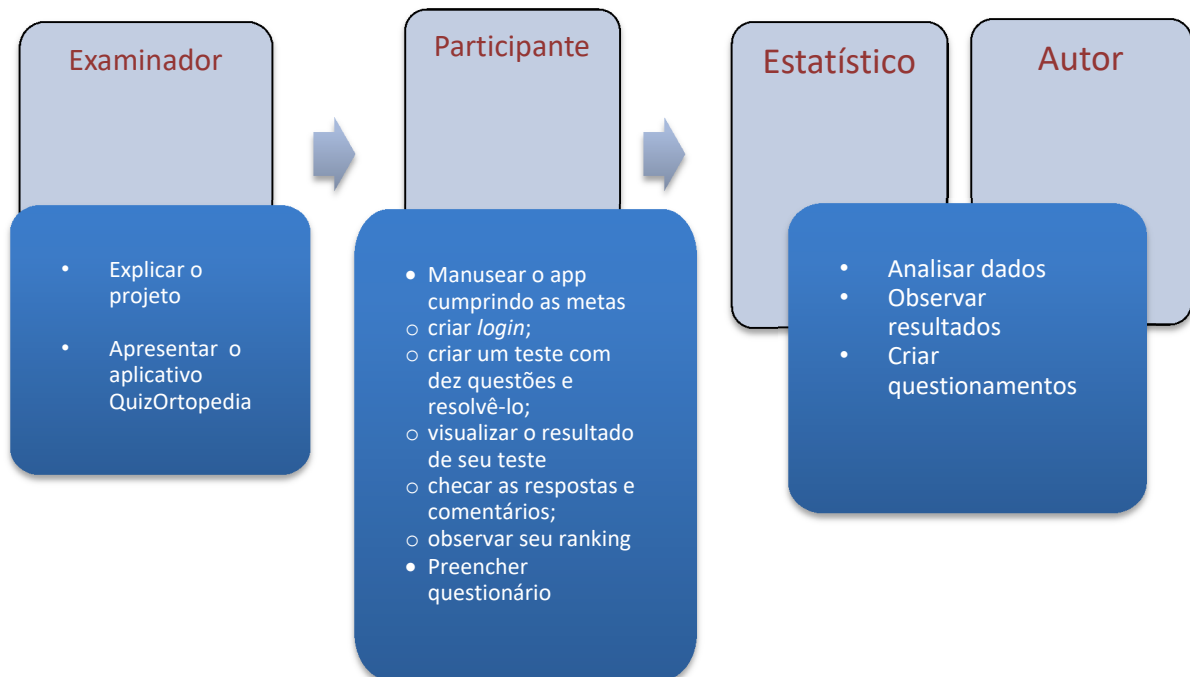 Examinador
• Explicar o
projeto
• Apresentar o
aplicativo
QuizOrtopedia
Participante
• Manusear o app
cumprindo as metas
o criar login;
o criar um teste com
dez questões e
resolvê-lo;
o visualizar o resultado
de seu teste
o checar as respostas e
comentários;
o observar seu ranking
• Preencher
questionário
Estatístico
Autor
• Analisar dados
• Observar
resultados
• Criar
questionamentos